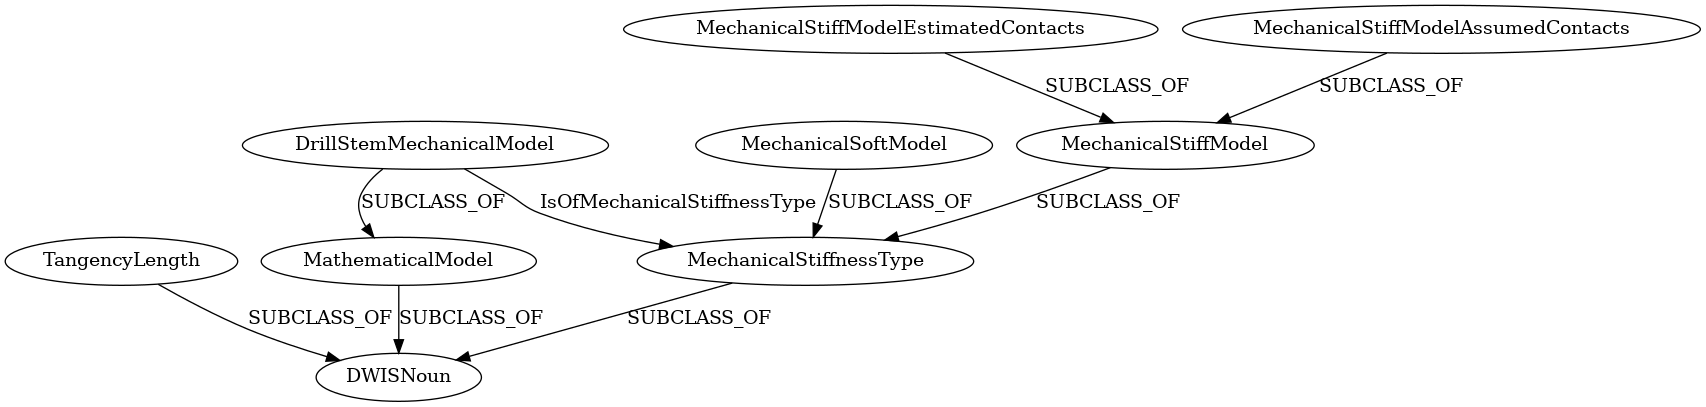 MechanicalStiffModelEstimatedContacts
MechanicalStiffModelAssumedContacts
SUBCLASS_OF
SUBCLASS_OF
DrillStemMechanicalModel
MechanicalSoftModel
MechanicalStiffModel
SUBCLASS_OF
IsOfMechanicalStiffnessType
SUBCLASS_OF
SUBCLASS_OF
TangencyLength
MathematicalModel
MechanicalStiffnessType
SUBCLASS_OF
SUBCLASS_OF
SUBCLASS_OF
DWISNoun